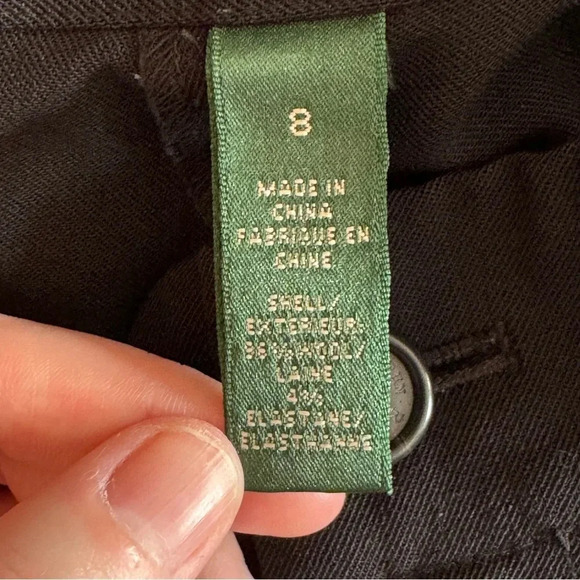 8
MADE IN
CHINA
FABRIQUE EN
CHINE
SHELL/
EXTERIEUR:
96% WOOL/
LAINE
4%
ELASTANE/
ELASTHANNE